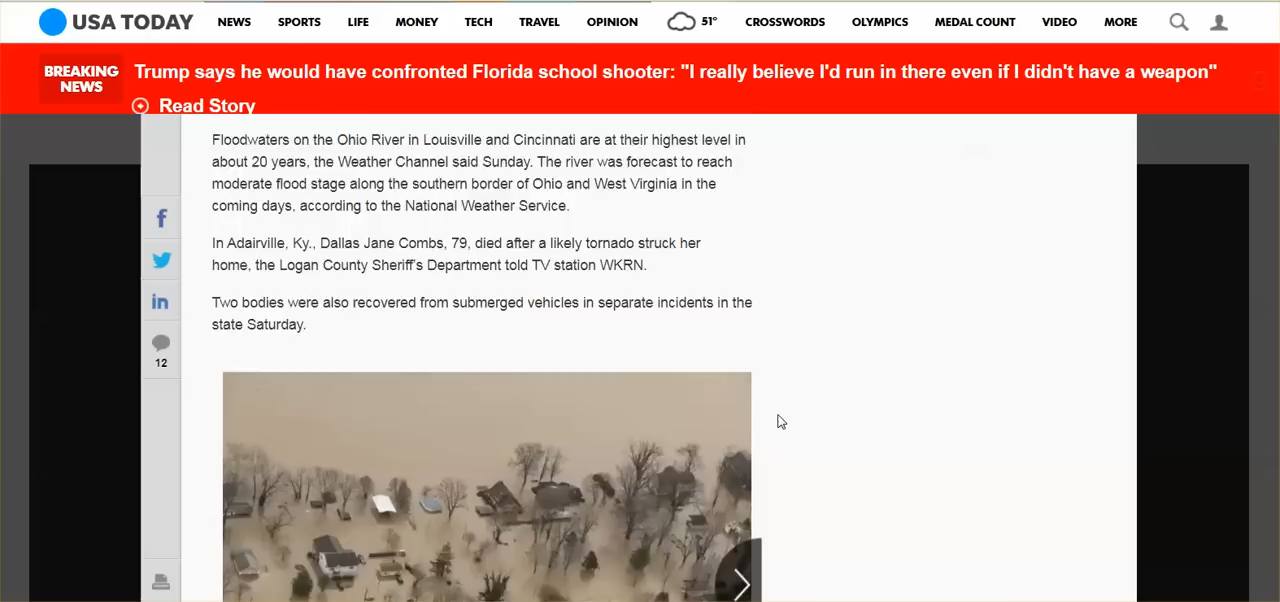 USA TODAY NEWS SPORTS LIFE MONEY TECH TRAVEL OPINION 51° CROSSWORDS OLYMPICS MEDAL COUNT VIDEO MORE
BREAKING NEWS
Trump says he would have confronted Florida school shooter: "I really believe I'd run in there even if I didn't have a weapon"
Read Story
Floodwaters on the Ohio River in Louisville and Cincinnati are at their highest level in
about 20 years, the Weather Channel said Sunday. The river was forecast to reach
moderate flood stage along the southern border of Ohio and West Virginia in the
coming days, according to the National Weather Service.
In Adairville, Ky., Dallas Jane Combs, 79, died after a likely tornado struck her
home, the Logan County Sheriff's Department told TV station WKRN.
Two bodies were also recovered from submerged vehicles in separate incidents in the
state Saturday.
12